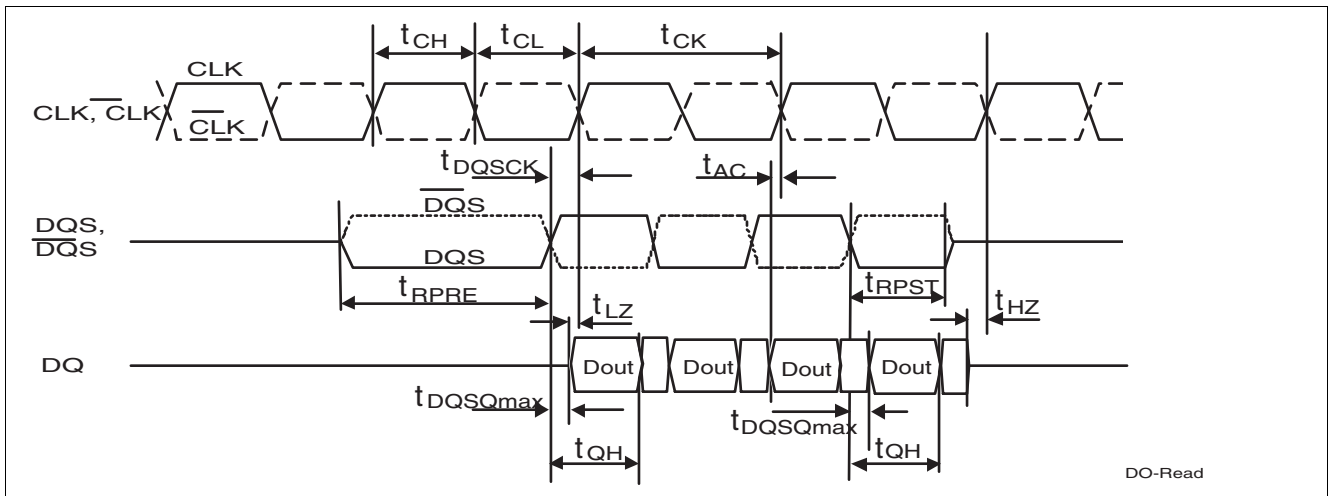 tCH tCL tCK
CLK
CLK, CLK
CLK
tDQSCK tAC
DQS
DQS,
DQS
DQS
tRPRE tLZ tRPST tHZ
DQ Dout Dout Dout Dout
tDQSQmax tDQSQmax
tQH tQH
DO-Read